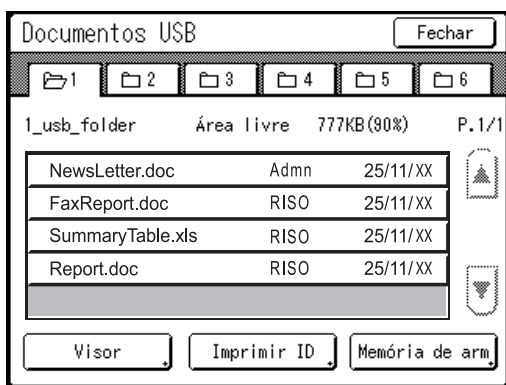 Documentos USB Fechar
1 2 3 4 5 6
1_usb_folder Área livre 777KB(90%) P.1/1
NewsLetter.doc Admn 25/11/XX
FaxReport.doc RISO 25/11/XX
SummaryTable.xls RISO 25/11/XX
Report.doc RISO 25/11/XX
Visor Imprimir ID Memória de arm